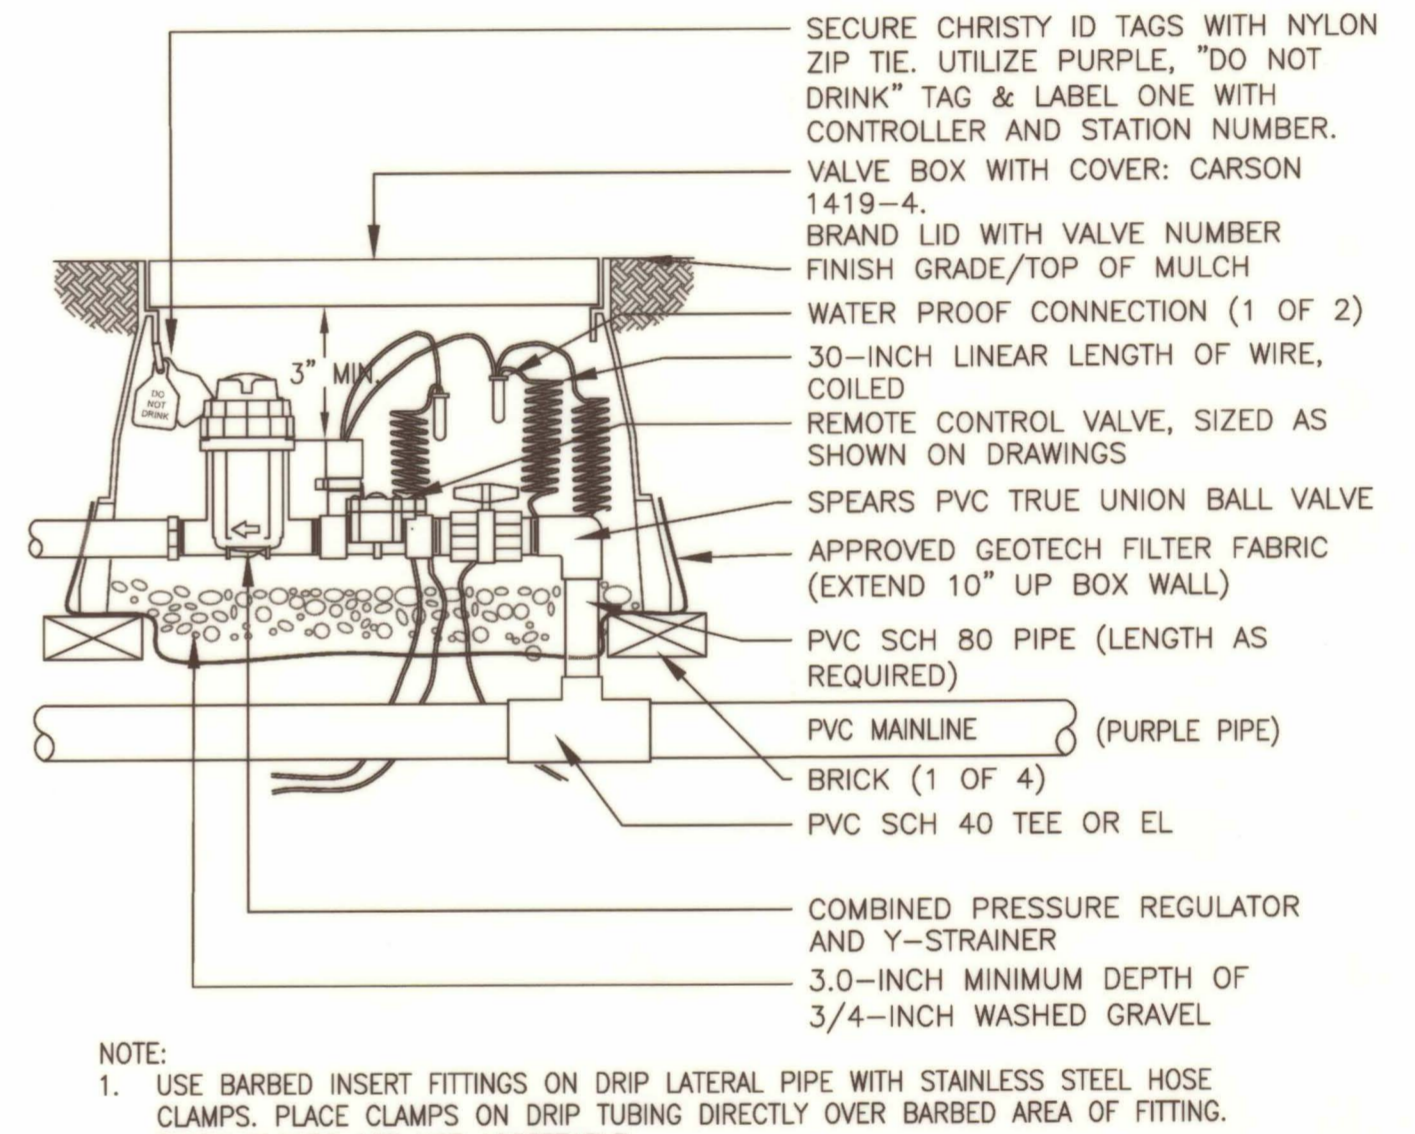 SECURE CHRISTY ID TAGS WITH NYLON
ZIP TIE. UTILIZE PURPLE, "DO NOT
DRINK" TAG & LABEL ONE WITH
CONTROLLER AND STATION NUMBER.
VALVE BOX WITH COVER: CARSON
1419-4.
BRAND LID WITH VALVE NUMBER
FINISH GRADE/TOP OF MULCH
WATER PROOF CONNECTION (1 OF 2)
30-INCH LINEAR LENGTH OF WIRE,
COILED
REMOTE CONTROL VALVE, SIZED AS
SHOWN ON DRAWINGS
SPEARS PVC TRUE UNION BALL VALVE
APPROVED GEOTECH FILTER FABRIC
(EXTEND 10" UP BOX WALL)
PVC SCH 80 PIPE (LENGTH AS
REQUIRED)
PVC MAINLINE (PURPLE PIPE)
BRICK (1 OF 4)
PVC SCH 40 TEE OR EL
COMBINED PRESSURE REGULATOR
AND Y-STRAINER
3.0-INCH MINIMUM DEPTH OF
3/4-INCH WASHED GRAVEL
3" MIN.
DO
NOT
DRINK
NOTE:
1. USE BARBED INSERT FITTINGS ON DRIP LATERAL PIPE WITH STAINLESS STEEL HOSE
CLAMPS. PLACE CLAMPS ON DRIP TUBING DIRECTLY OVER BARBED AREA OF FITTING.